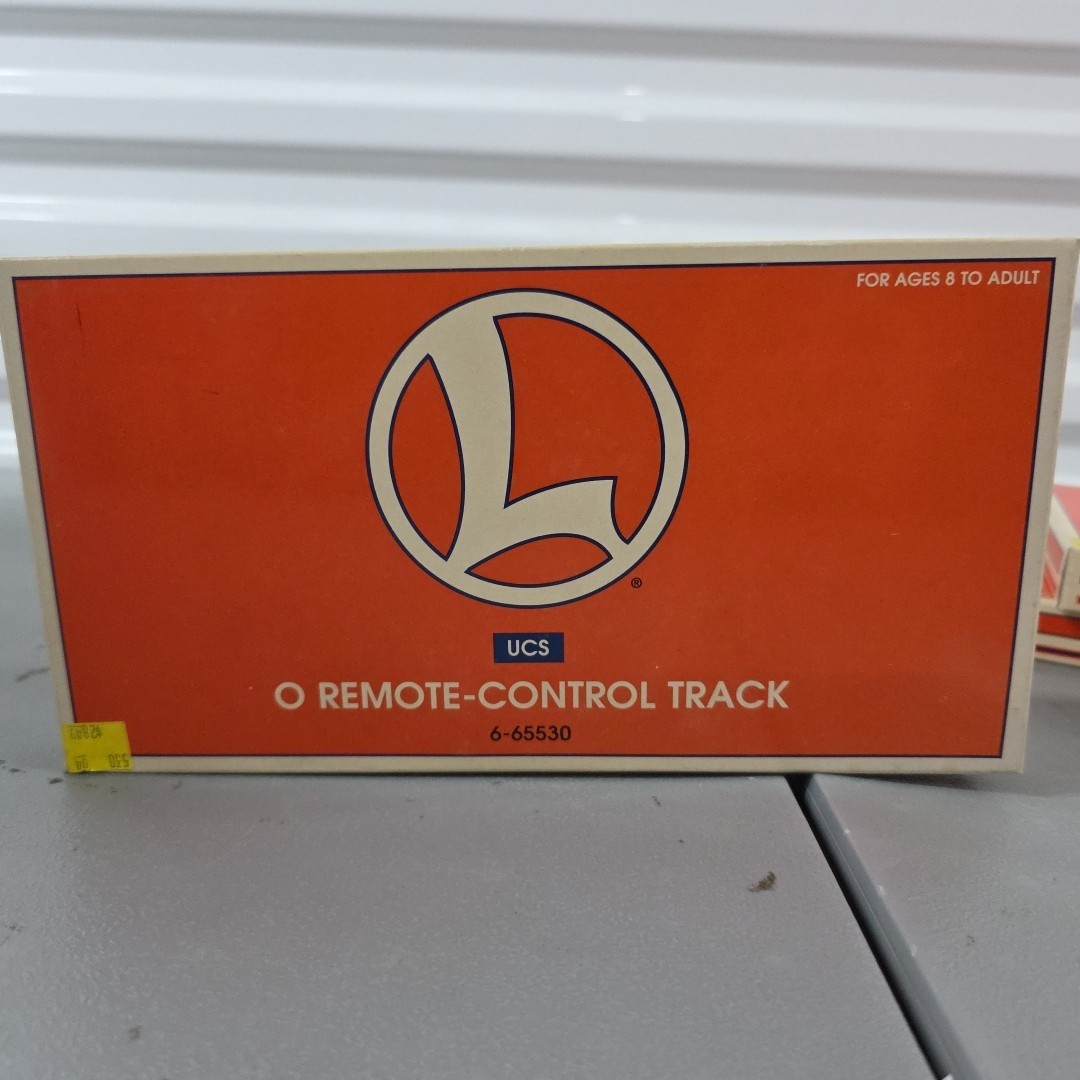 FOR AGES 8 TO ADULT
L
®
UCS
O REMOTE-CONTROL TRACK
6-65530